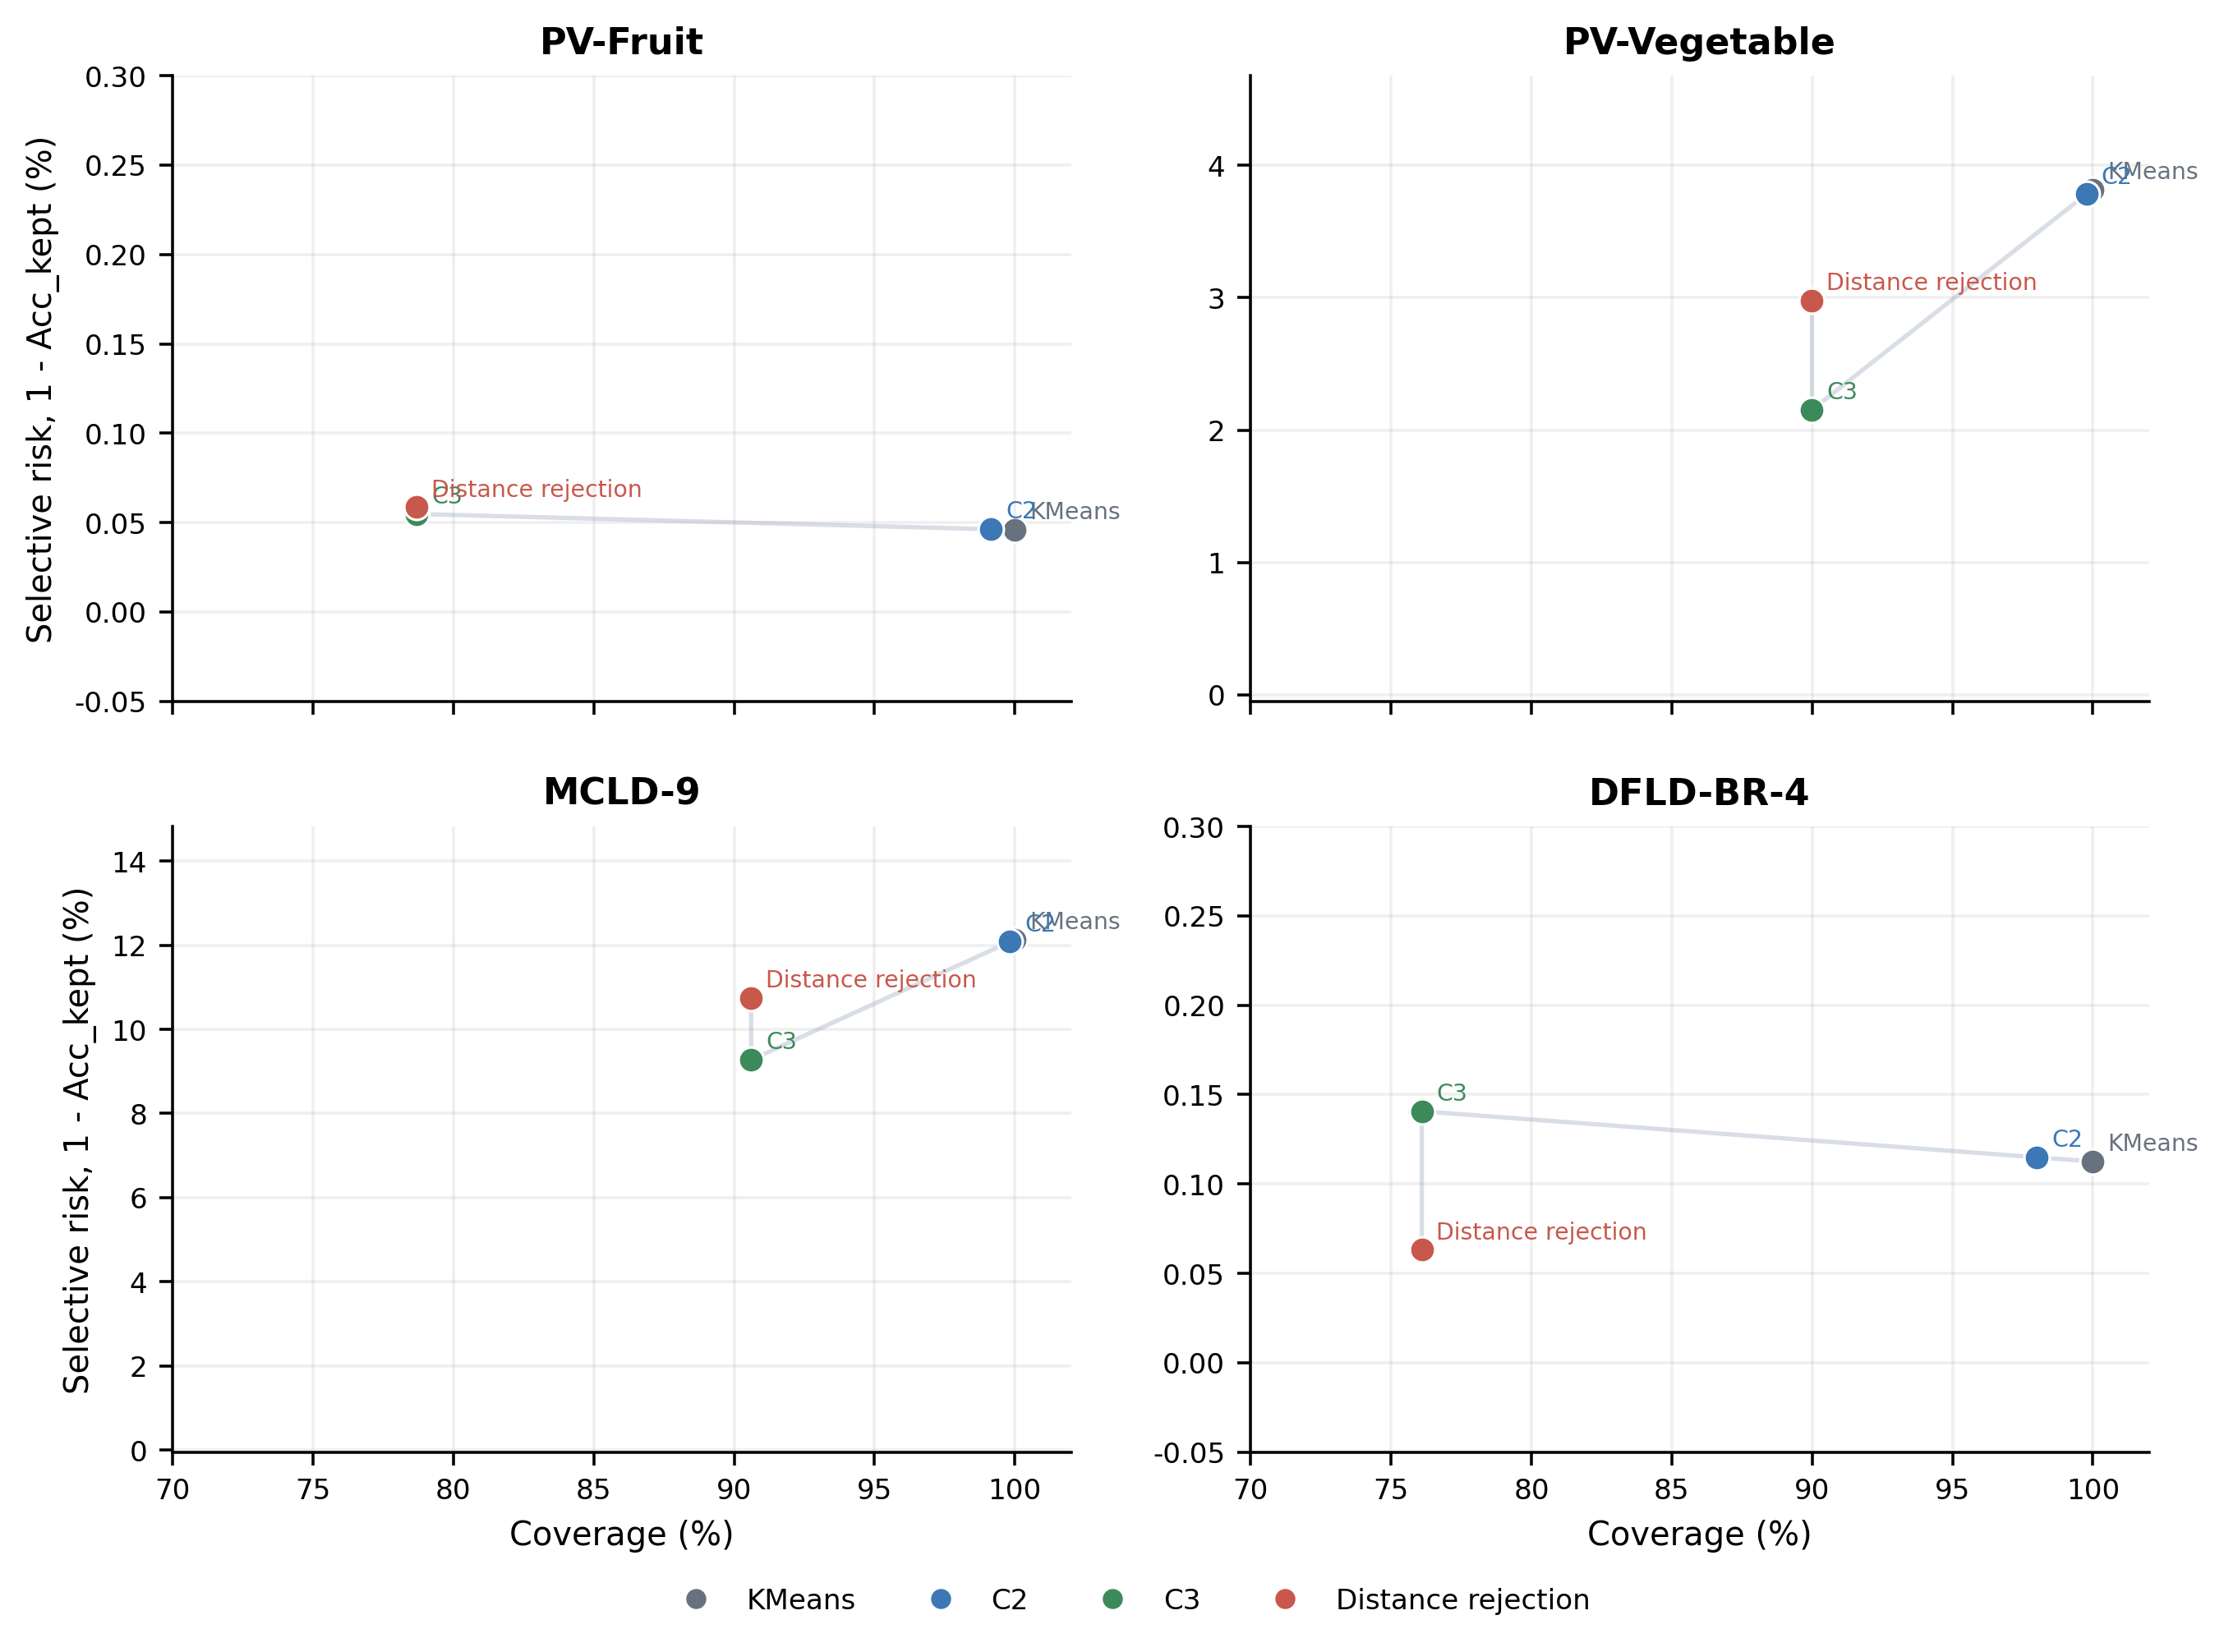 PV-Fruit
Selective risk, 1 - Acc_kept (%)
0.30
0.25
0.20
0.15
0.10
0.05
0.00
-0.05
Distance rejection
C3
C2
KMeans
PV-Vegetable
4
3
2
1
0
KMeans
C2
Distance rejection
C3
MCLD-9
Selective risk, 1 - Acc_kept (%)
14
12
10
8
6
4
2
0
KMeans
C2
Distance rejection
C3
70 75 80 85 90 95 100
Coverage (%)
DFLD-BR-4
0.30
0.25
0.20
0.15
0.10
0.05
0.00
-0.05
C3
C2
KMeans
Distance rejection
70 75 80 85 90 95 100
Coverage (%)
KMeans C2 C3 Distance rejection